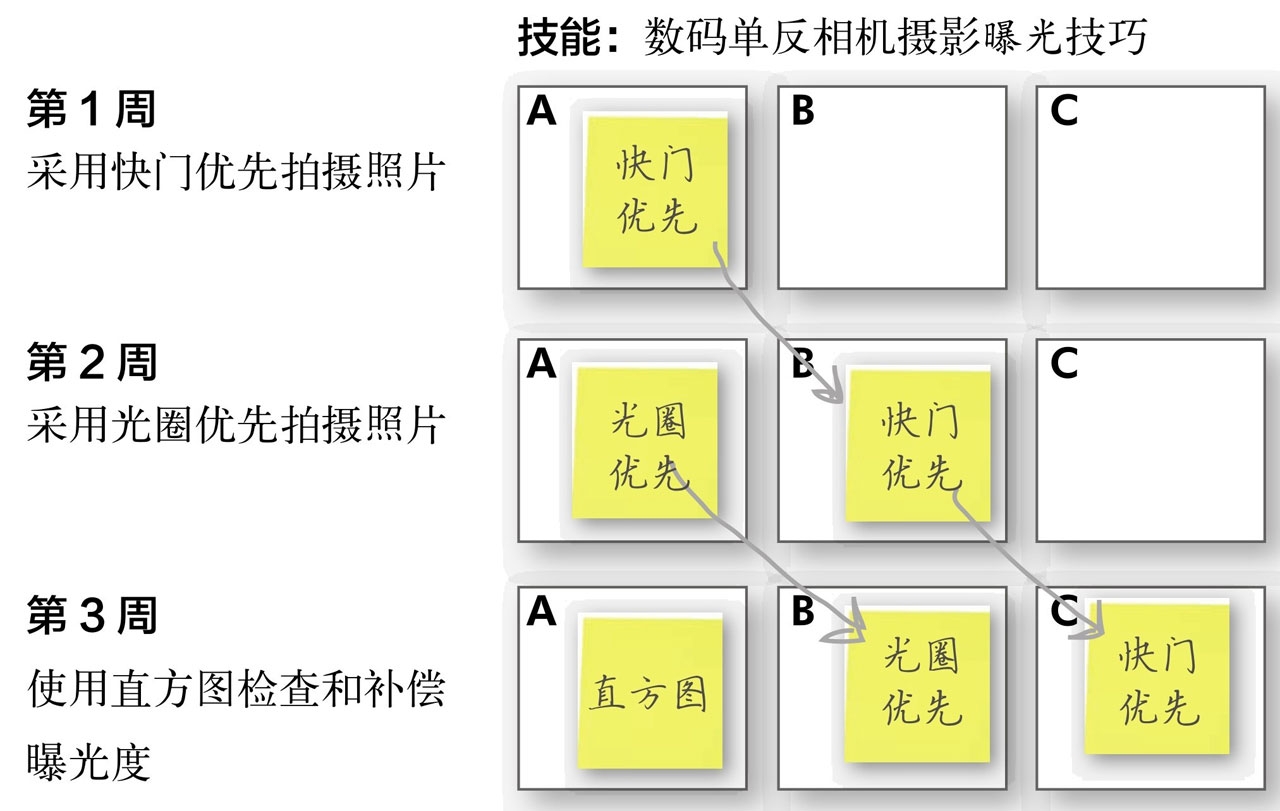 技能：数码单反相机摄影曝光技巧
第1周
采用快门优先拍摄照片
A
快门
优先
B
C
第2周
采用光圈优先拍摄照片
A
光圈
优先
B
快门
优先
C
第3周
使用直方图检查和补偿
曝光度
A
直方图
B
光圈
优先
C
快门
优先